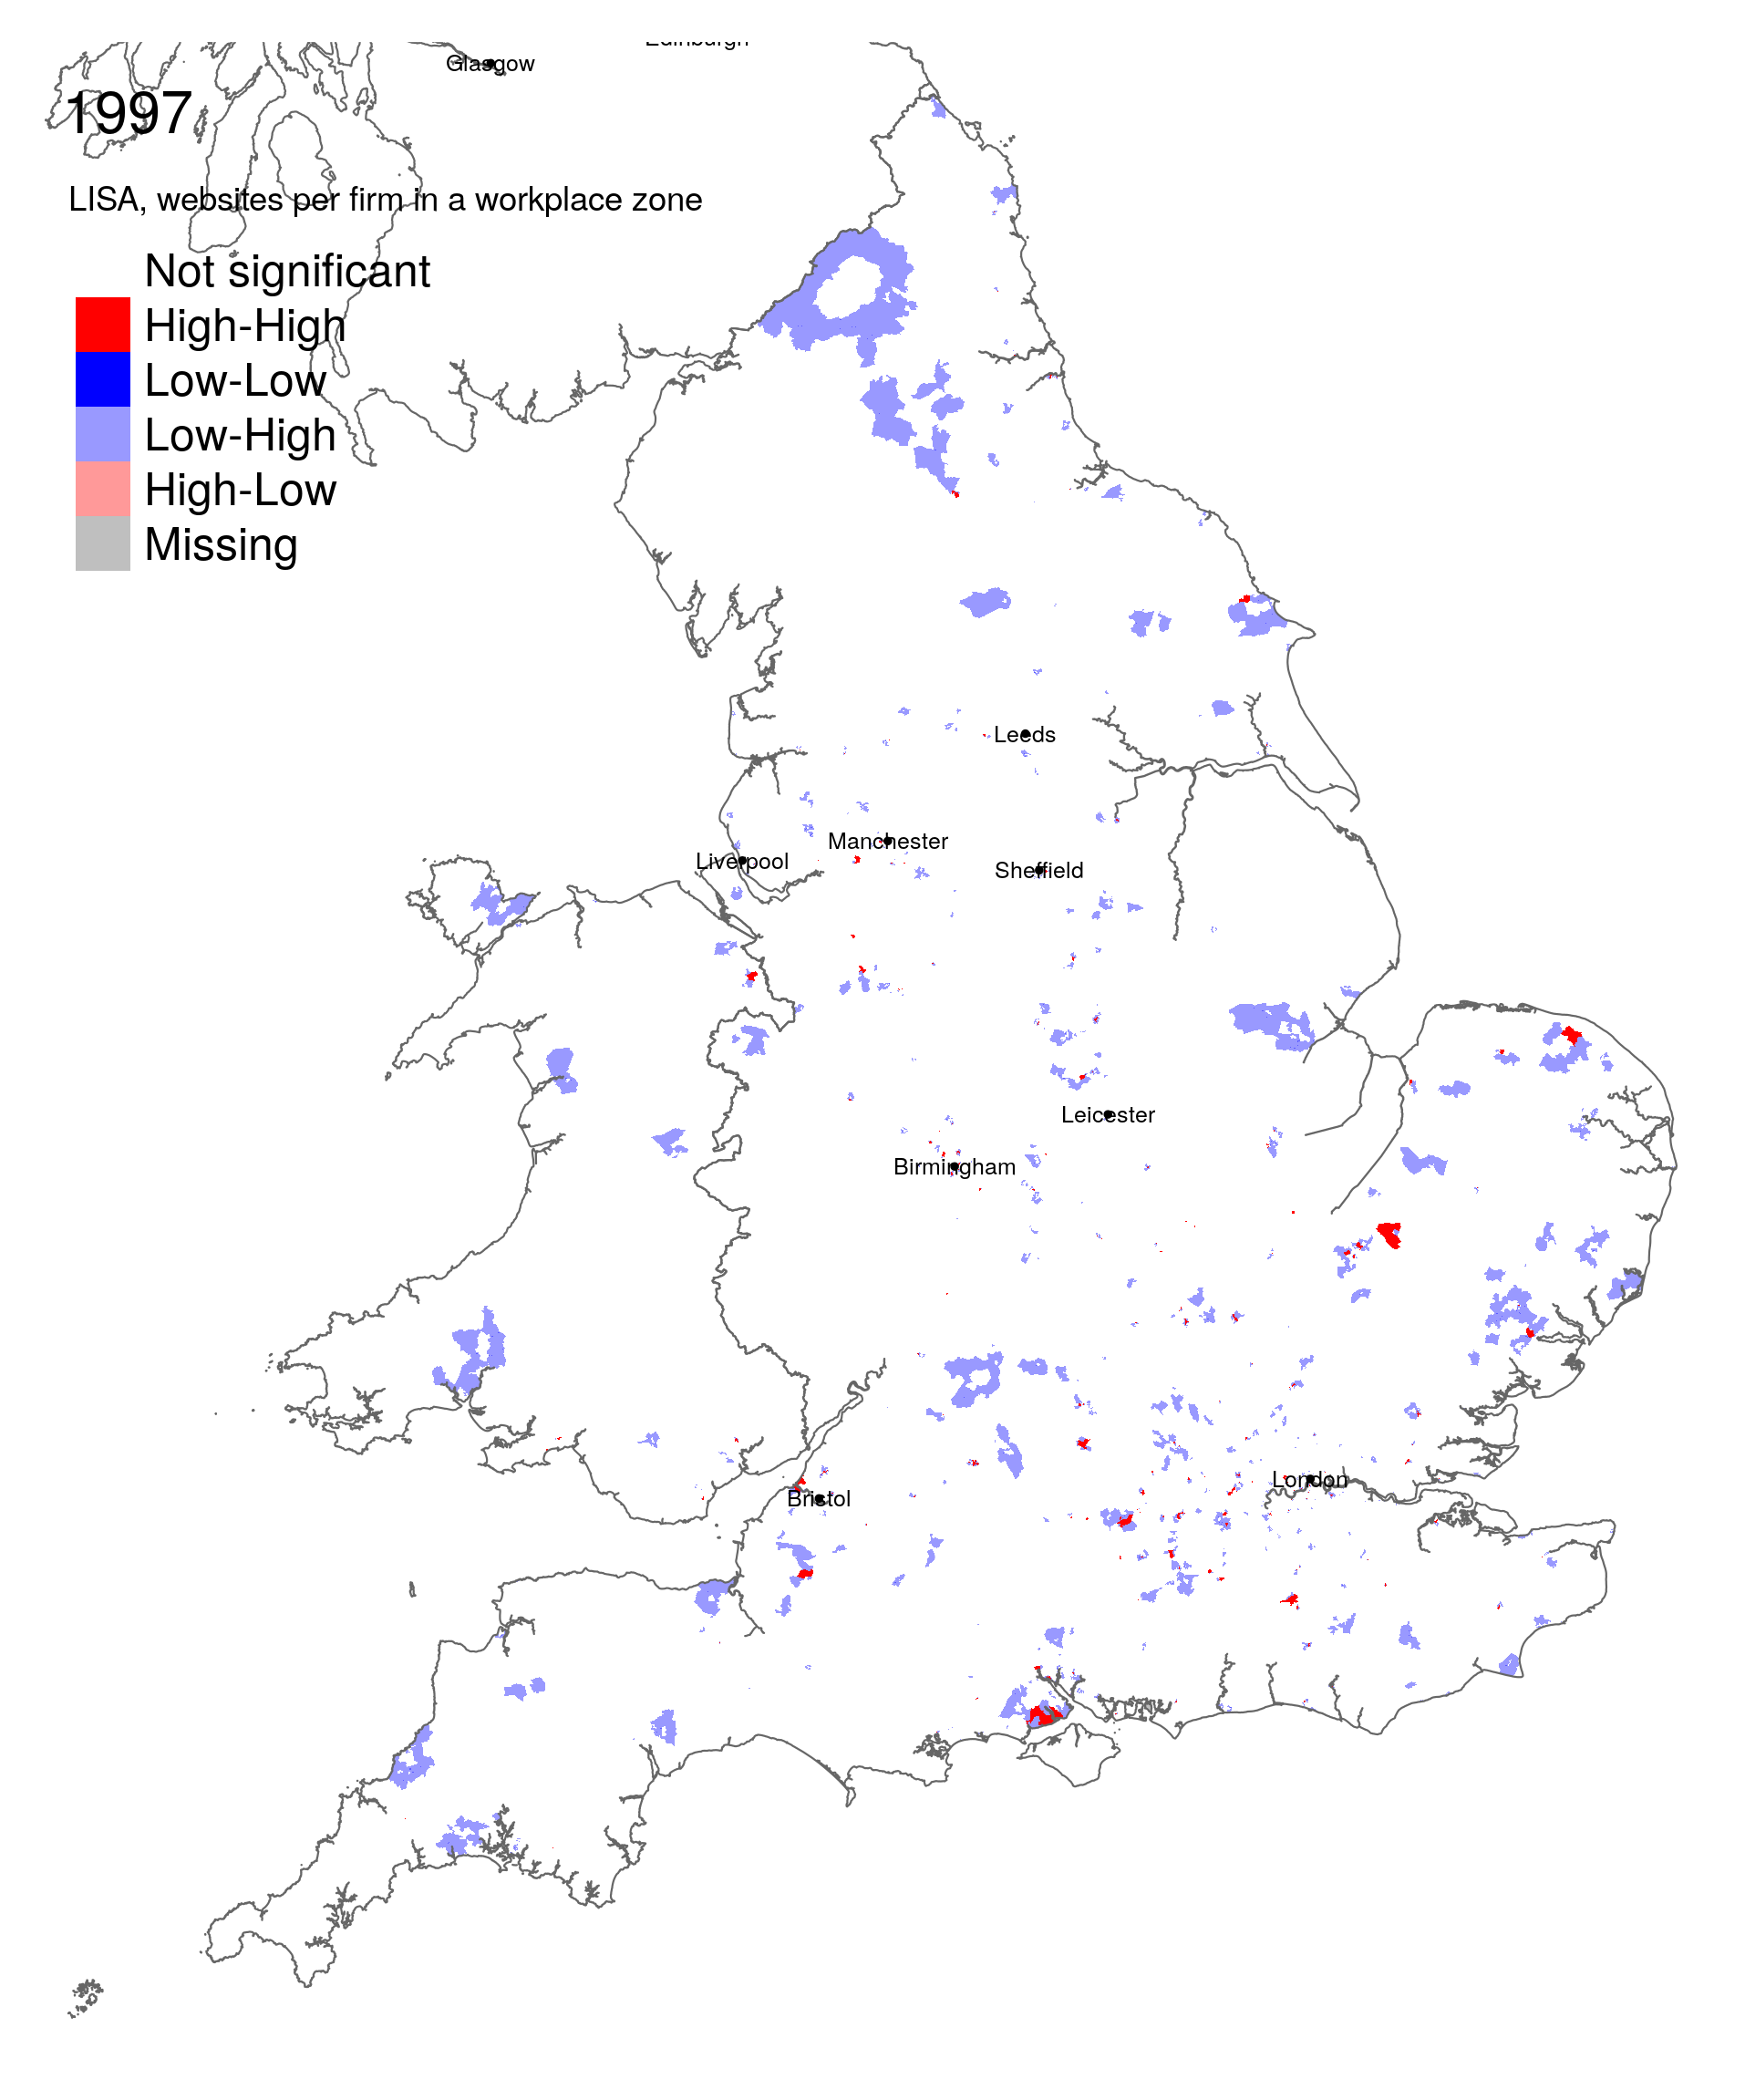 Edinburgh
Glasgow
1997
LISA, websites per firm in a workplace zone
Not significant
High-High
Low-Low
Low-High
High-Low
Missing
Leeds
Manchester
Liverpool
Sheffield
Leicester
Birmingham
London
Bristol